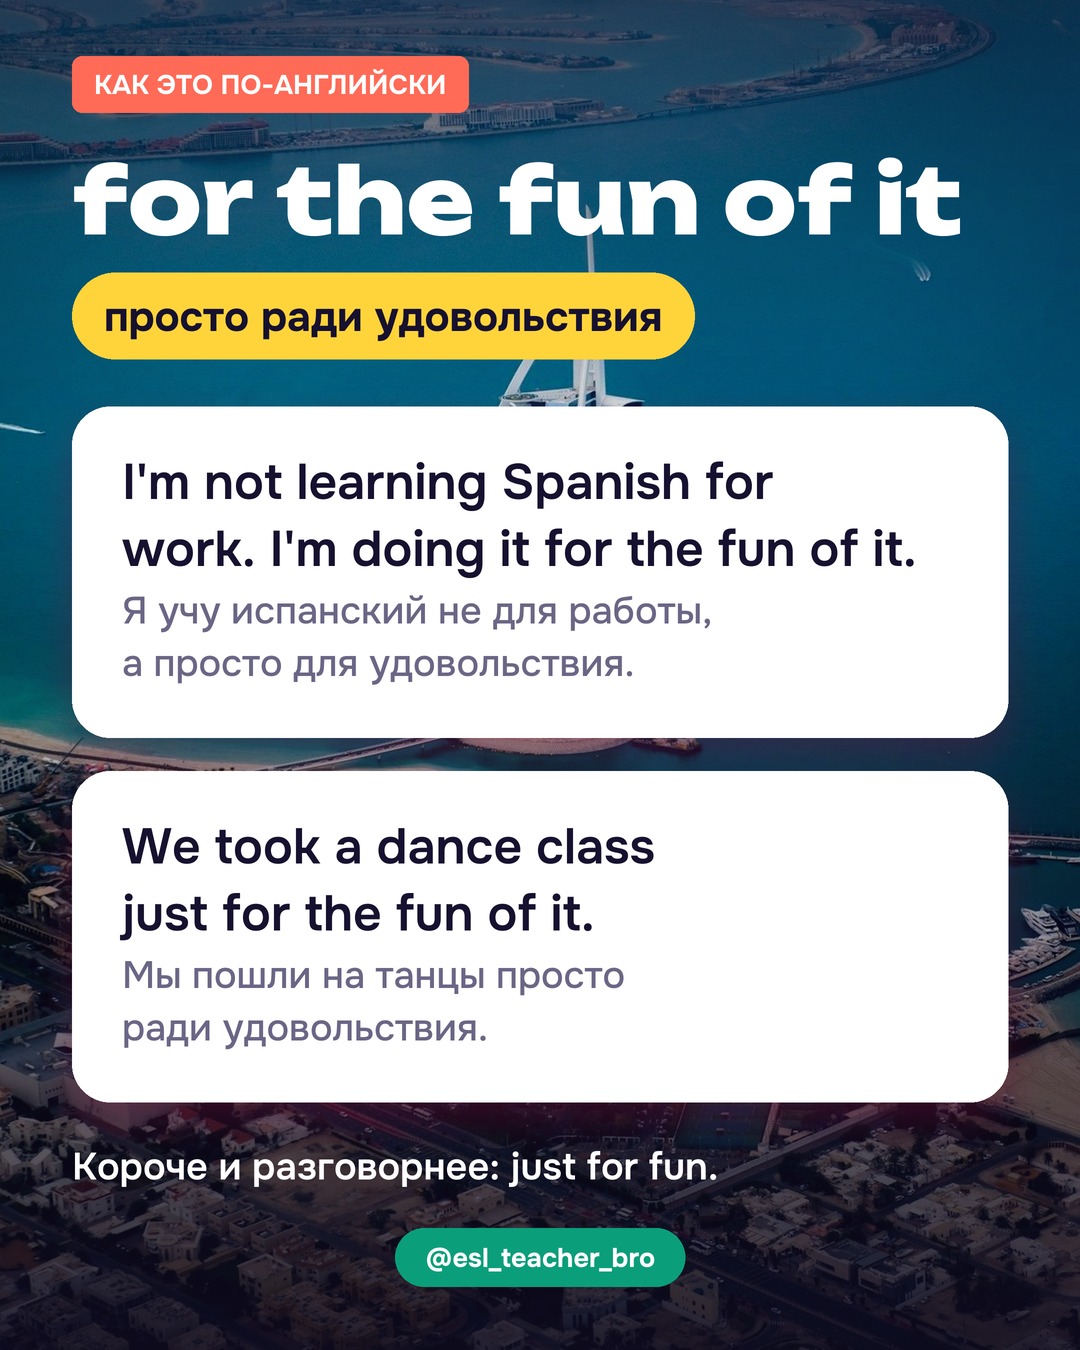 КАК ЭТО ПО-АНГЛИЙСКИ
for the fun of it
просто ради удовольствия
I'm not learning Spanish for
work. I'm doing it for the fun of it.
Я учу испанский не для работы,
а просто для удовольствия.
We took a dance class
just for the fun of it.
Мы пошли на танцы просто
ради удовольствия.
Короче и разговорнее: just for fun.
@esl_teacher_bro